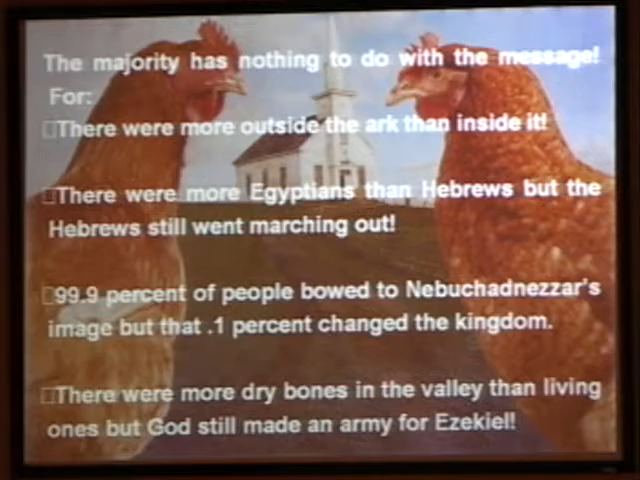 The majority has nothing to do with the message!
For:
□There were more outside the ark than inside it!
□There were more Egyptians than Hebrews but the
Hebrews still went marching out!
□99.9 percent of people bowed to Nebuchadnezzar's
image but that .1 percent changed the kingdom.
□There were more dry bones in the valley than living
ones but God still made an army for Ezekiel!